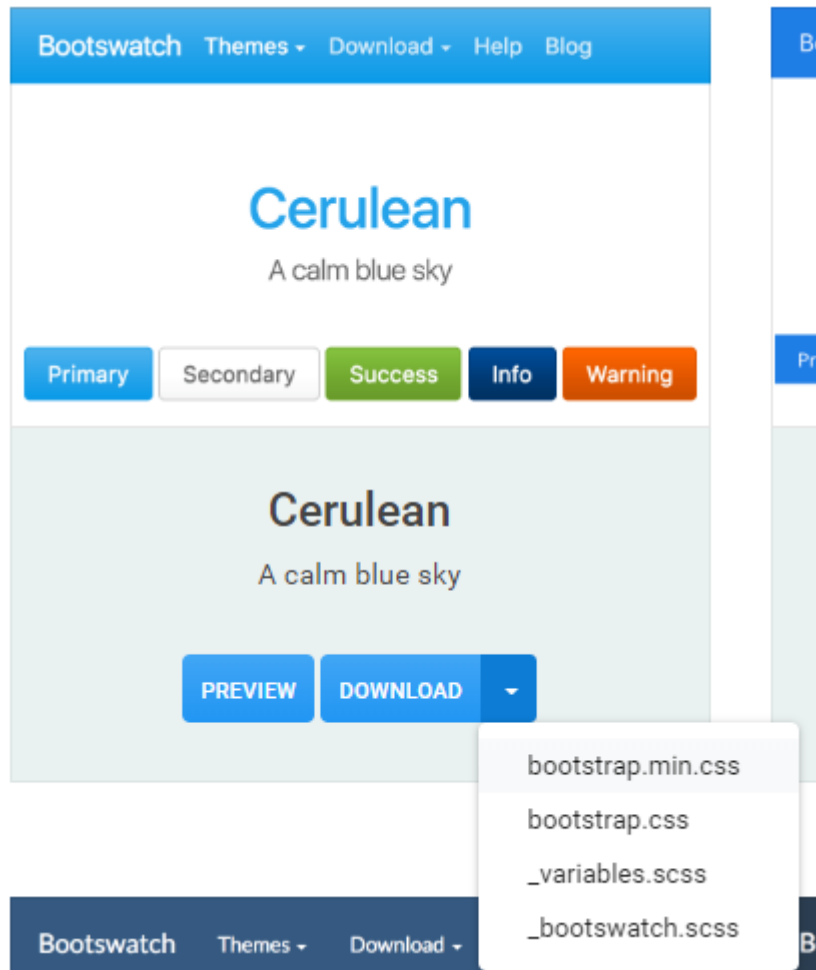 Bootswatch Themes Download Help Blog
Cerulean
A calm blue sky
Primary Secondary Success Info Warning
Cerulean
A calm blue sky
PREVIEW DOWNLOAD
bootstrap.min.css
bootstrap.css
_variables.scss
_bootswatch.scss
Bootswatch Themes Download